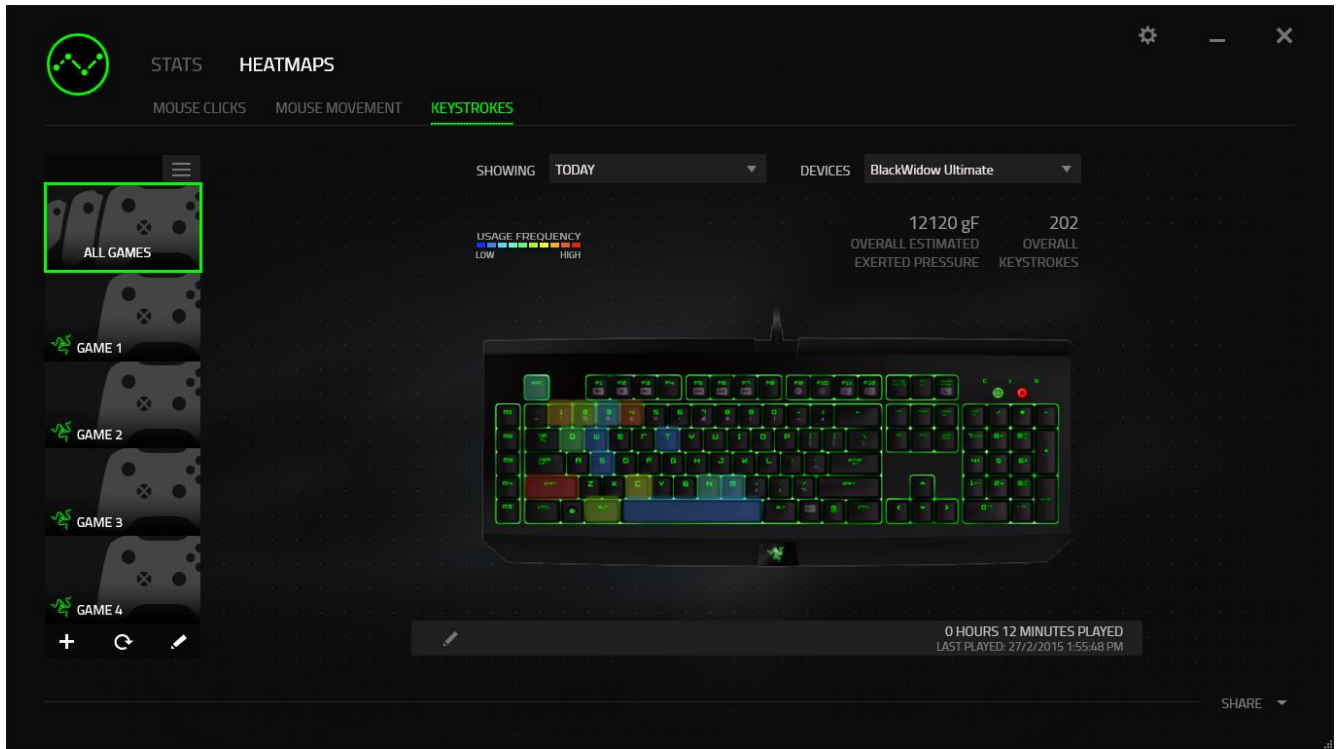 STATS HEATMAPS
MOUSE CLICKS MOUSE MOVEMENT KEYSTROKES
SHOWING TODAY DEVICES BlackWidow Ultimate
USAGE FREQUENCY
LOW HIGH
12120 gF
OVERALL ESTIMATED
EXERTED PRESSURE
202
OVERALL
KEYSTROKES
ALL GAMES
GAME 1
GAME 2
GAME 3
GAME 4
0 HOURS 12 MINUTES PLAYED
LAST PLAYED: 27/2/2015 1:55:48 PM
SHARE